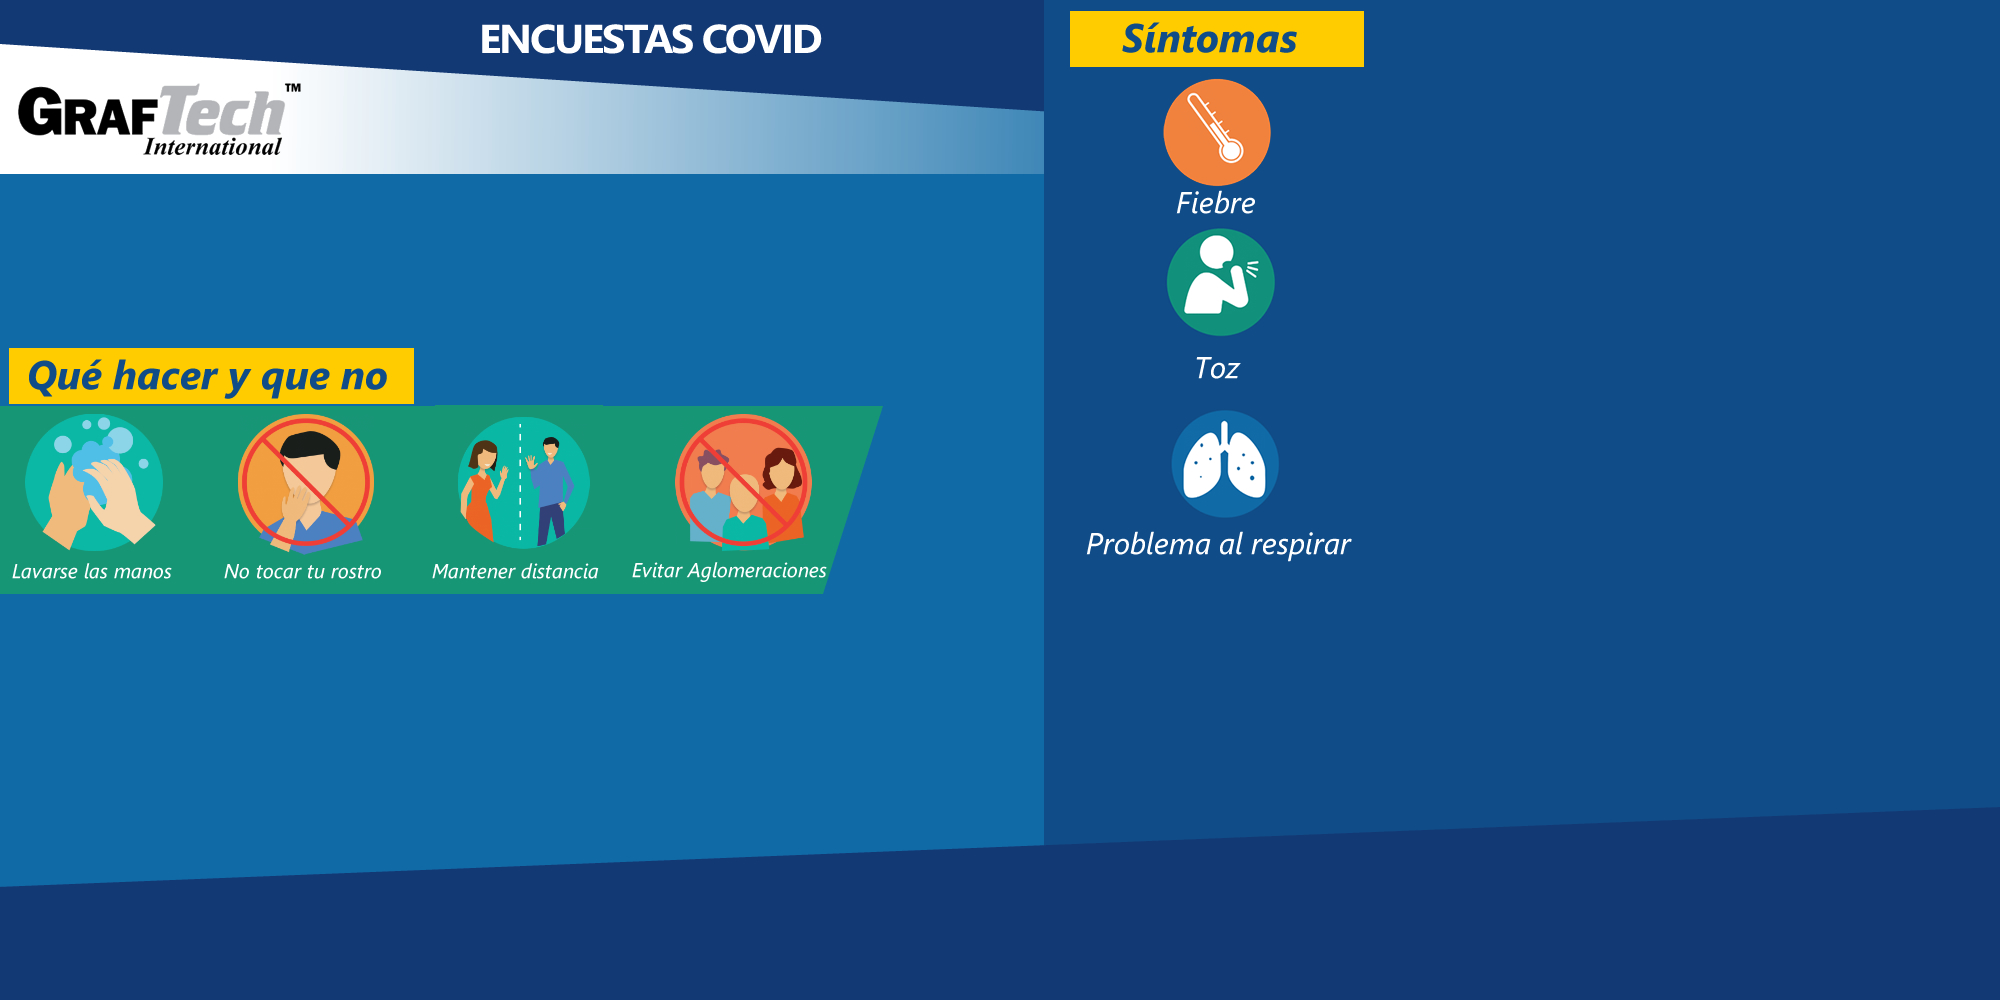 ENCUESTAS COVID
GRAFTech™
International
Qué hacer y que no
Lavarse las manos
No tocar tu rostro
Mantener distancia
Evitar Aglomeraciones
Síntomas
Fiebre
Toz
Problema al respirar